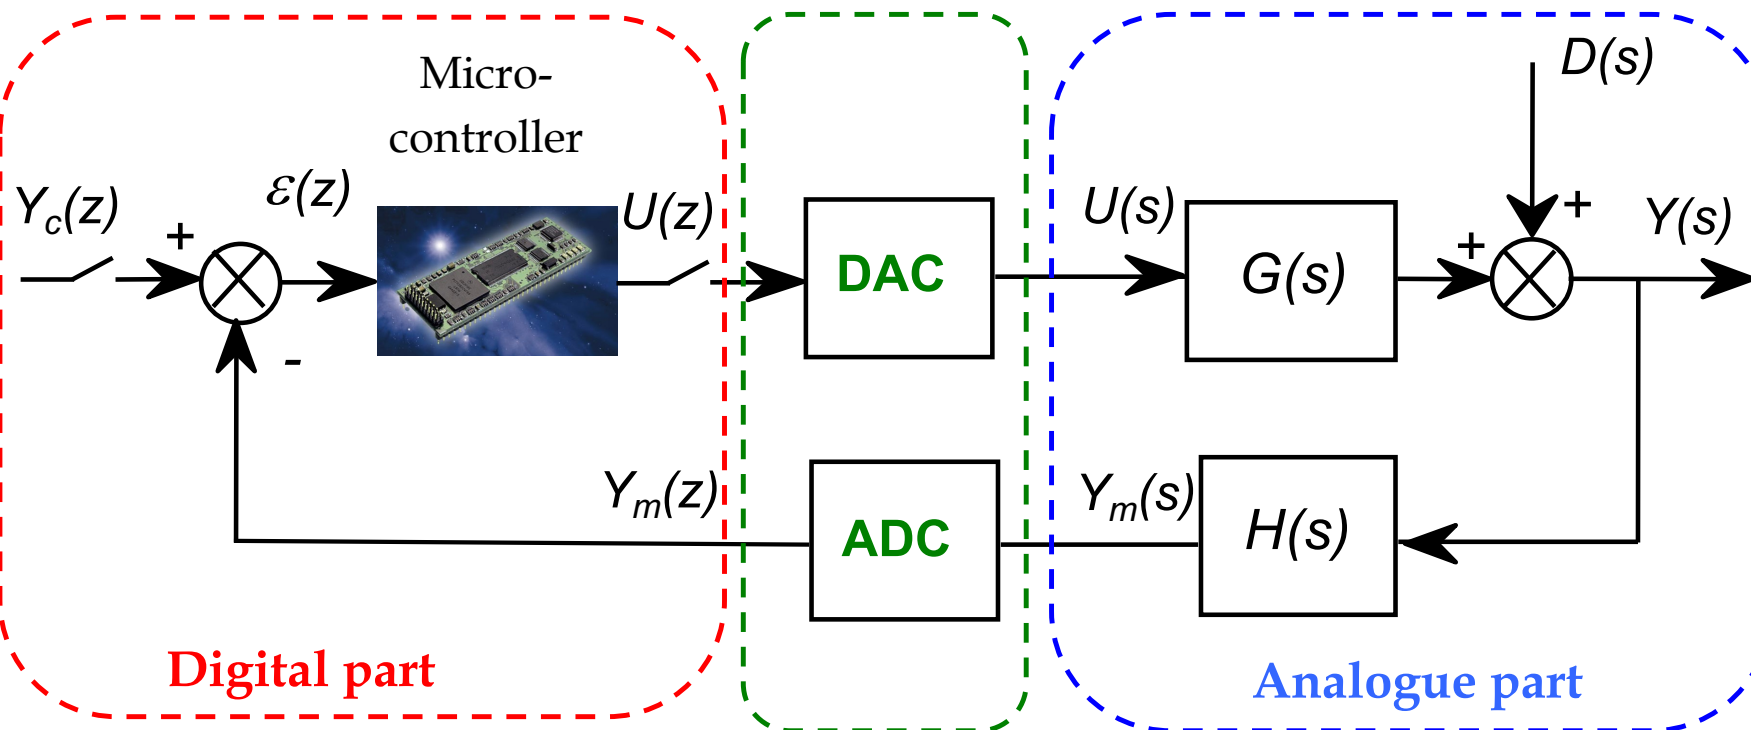 Micro-
controller
D(s)
Y_c(z)
+
ε(z)
U(z)
DAC
U(s)
G(s)
+
+
Y(s)
-
Y_m(z)
ADC
Y_m(s)
H(s)
Digital part
Analogue part